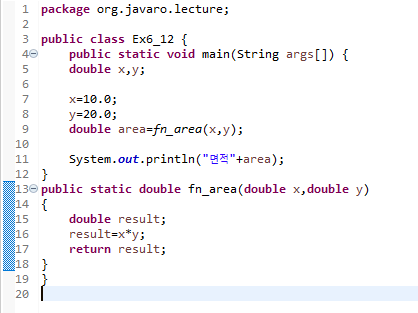 1 package org.javaro.lecture;
2
3 public class Ex6_12 {
4 public static void main(String args[]) {
5 double x,y;
6
7 x=10.0;
8 y=20.0;
9 double area=fn_area(x,y);
10
11 System.out.println("면적"+area);
12 }
13 public static double fn_area(double x,double y)
14 {
15 double result;
16 result=x*y;
17 return result;
18 }
19 }
20